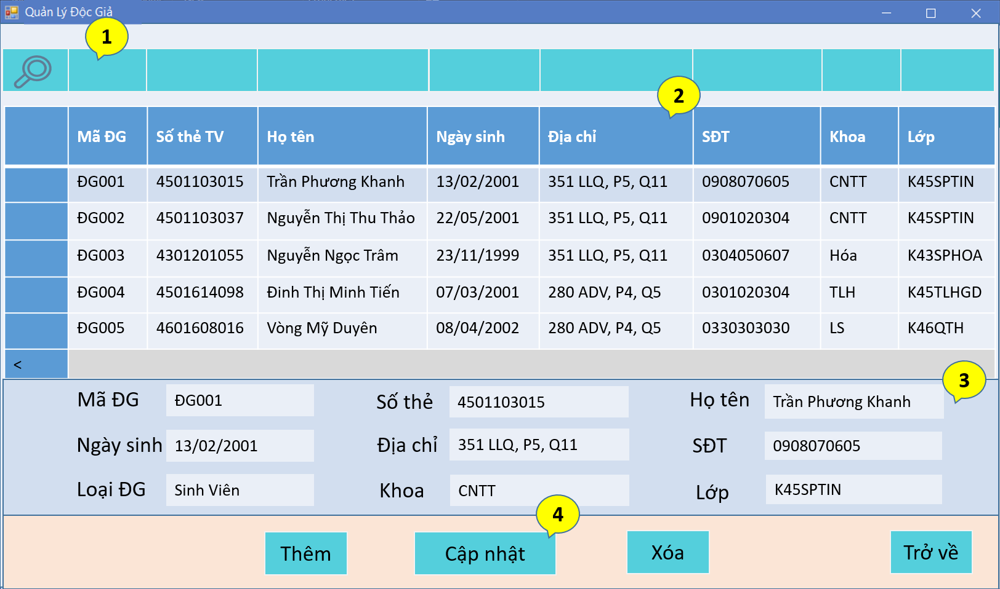 Quản Lý Độc Giả
1
2
Mã ĐG Số thẻ TV Họ tên Ngày sinh Địa chỉ SĐT Khoa Lớp
ĐG001 4501103015 Trần Phương Khanh 13/02/2001 351 LLQ, P5, Q11 0908070605 CNTT K45SPTIN
ĐG002 4501103037 Nguyễn Thị Thu Thảo 22/05/2001 351 LLQ, P5, Q11 0901020304 CNTT K45SPTIN
ĐG003 4301201055 Nguyễn Ngọc Trâm 23/11/1999 351 LLQ, P5, Q11 0304050607 Hóa K43SPHOA
ĐG004 4501614098 Đinh Thị Minh Tiến 07/03/2001 280 ADV, P4, Q5 0301020304 TLH K45TLHGD
ĐG005 4601608016 Vòng Mỹ Duyên 08/04/2002 280 ADV, P4, Q5 0330303030 LS K46QTH
<
3
Mã ĐG ĐG001 Số thẻ 4501103015 Họ tên Trần Phương Khanh
Ngày sinh 13/02/2001 Địa chỉ 351 LLQ, P5, Q11 SĐT 0908070605
Loại ĐG Sinh Viên Khoa CNTT Lớp K45SPTIN
4
Thêm Cập nhật Xóa Trở về